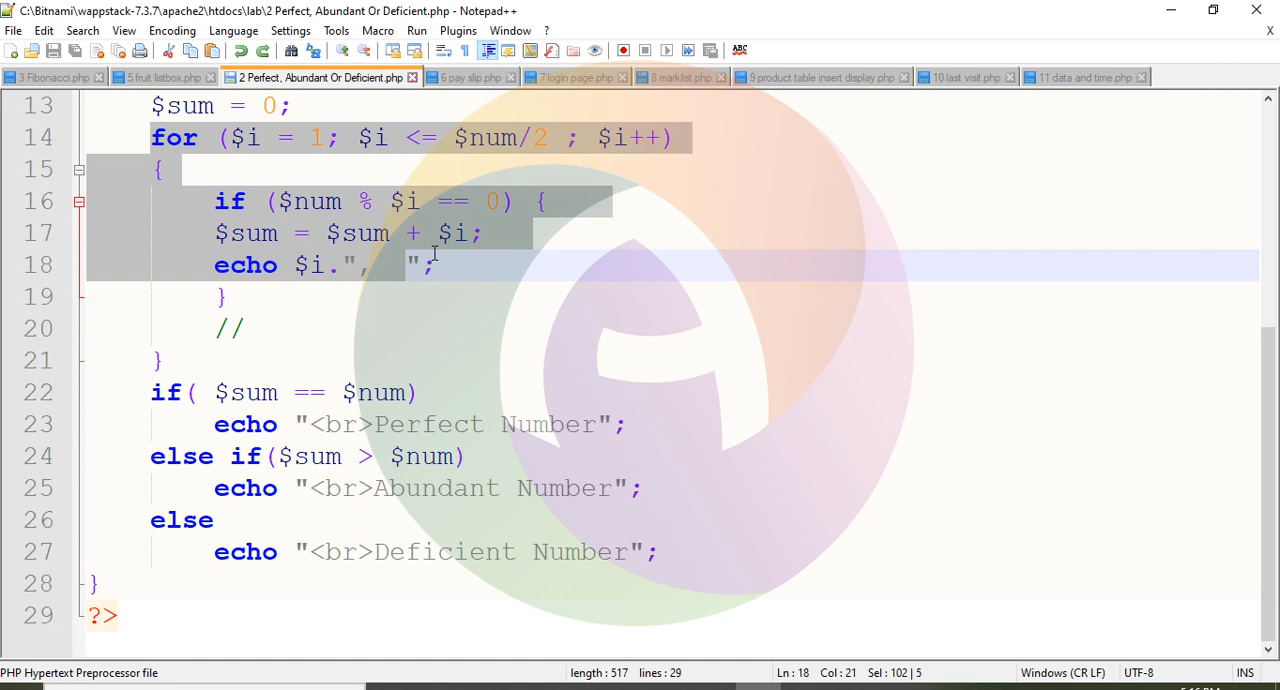 C:\Bitnami\wappstack-7.3.7\apache2\htdocs\lab\2 Perfect, Abundant Or Deficient.php - Notepad++
File Edit Search View Encoding Language Settings Tools Macro Run Plugins Window ? X
3 Fibonacci.php 5 fruit listbox.php 2 Perfect, Abundant Or Deficient.php 6 pay slip.php 7 login page.php 8 marklist.php 9 product table insert display.php 10 last visit.php 11 data and time.php
13 $sum = 0;
14 for ($i = 1; $i <= $num/2 ; $i++)
15 {
16 if ($num % $i == 0) {
17 $sum = $sum + $i;
18 echo $i.",  ";
19 }
20 //
21 }
22 if( $sum == $num)
23 echo "<br>Perfect Number";
24 else if($sum > $num)
25 echo "<br>Abundant Number";
26 else
27 echo "<br>Deficient Number";
28 }
29 ?>
PHP Hypertext Preprocessor file length : 517 lines : 29 Ln : 18 Col : 21 Sel : 102 | 5 Windows (CR LF) UTF-8 INS